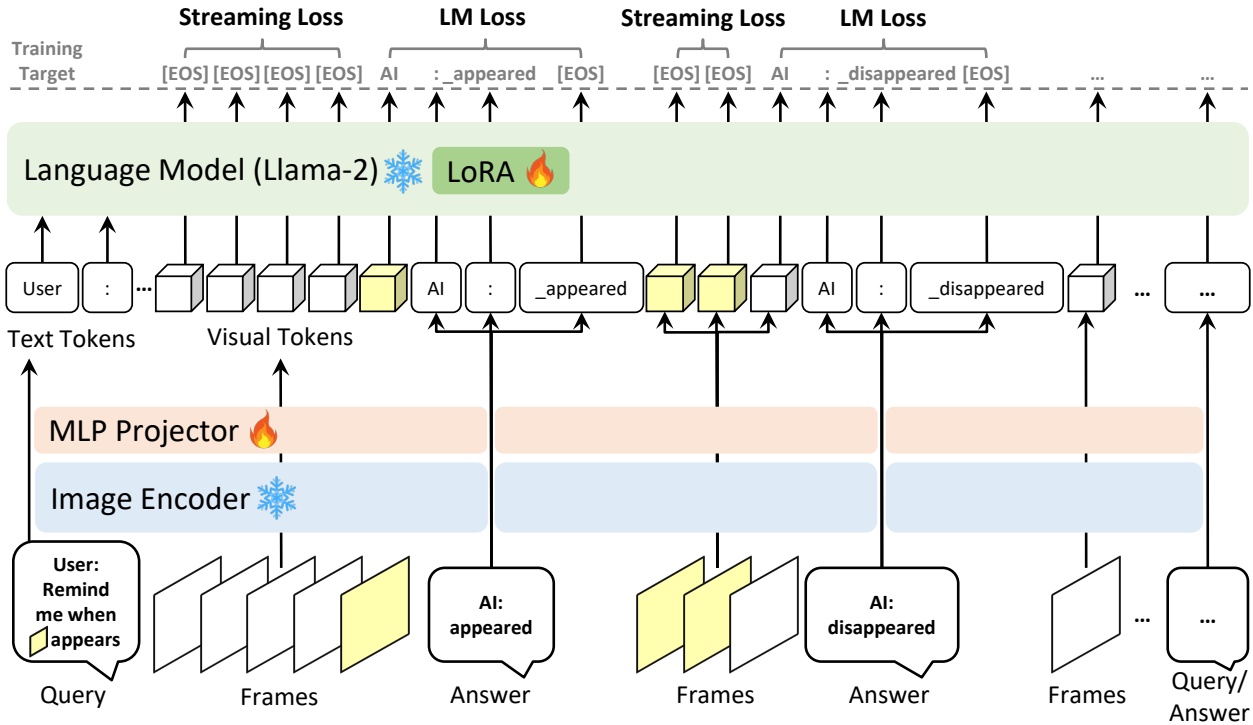 Streaming Loss LM Loss Streaming Loss LM Loss
Training
Target [EOS] [EOS] [EOS] [EOS] AI : _appeared [EOS] [EOS] [EOS] AI : _disappeared [EOS] ... ...
Language Model (Llama-2) LoRA
User : ... AI : _appeared AI : _disappeared ... ...
Text Tokens Visual Tokens
MLP Projector
Image Encoder
User:
Remind
me when
appears
AI:
appeared
AI:
disappeared
... ...
Query Frames Answer Frames Answer Frames Query/
Answer